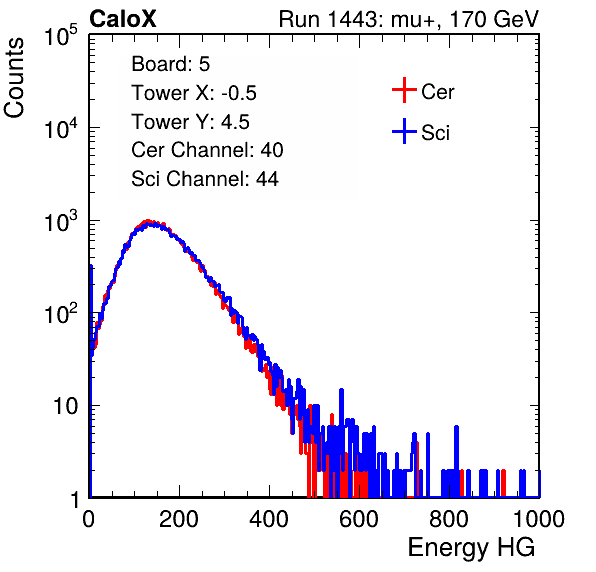 CaloX Run 1443: mu+, 170 GeV
Counts
Board: 5
Tower X: -0.5
Tower Y: 4.5
Cer Channel: 40
Sci Channel: 44
Cer
Sci
10^5
10^4
10^3
10^2
10
1
0 200 400 600 800 1000
Energy HG